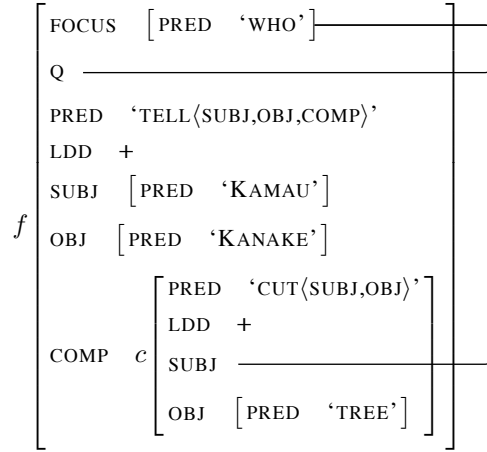 FOCUS [PRED ‘WHO’]
Q
PRED ‘TELL⟨SUBJ,OBJ,COMP⟩’
LDD +
SUBJ [PRED ‘KAMAU’]
f OBJ [PRED ‘KANAKE’]
PRED ‘CUT⟨SUBJ,OBJ⟩’
LDD +
COMP c SUBJ
OBJ [PRED ‘TREE’]